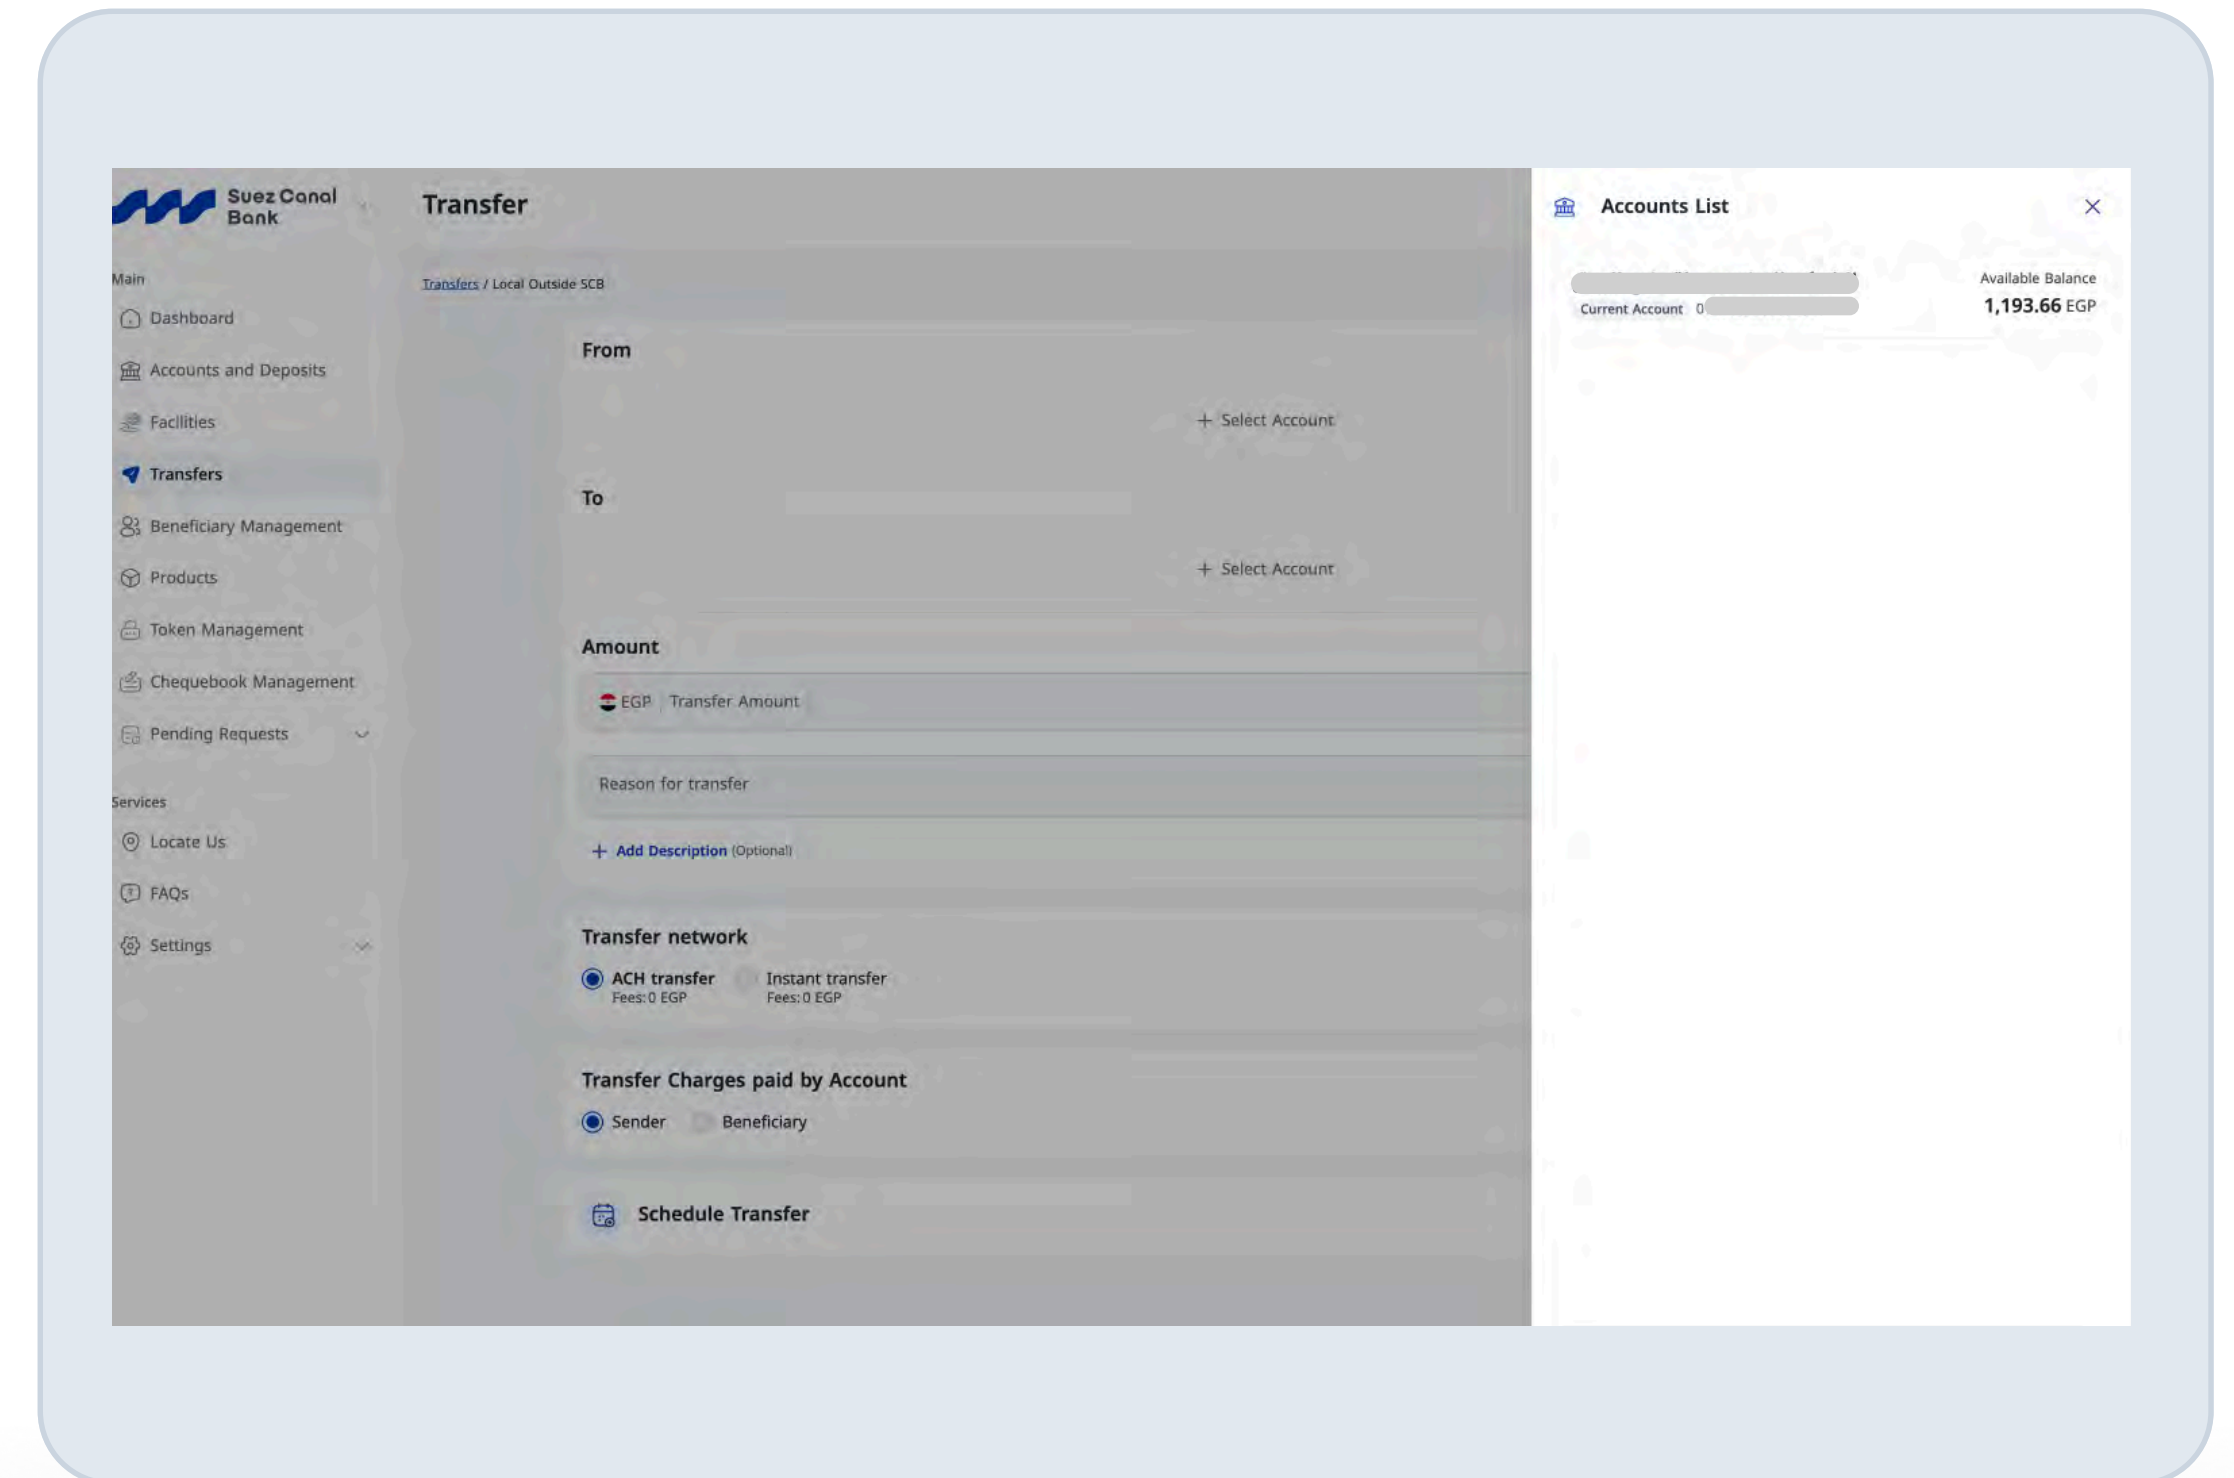 Suez Canal
Bank
Main
Dashboard
Accounts and Deposits
Facilities
Transfers
Beneficiary Management
Products
Token Management
Chequebook Management
Pending Requests
Services
Locate Us
FAQs
Settings
Transfer
Transfers / Local Outside SCB
From
+ Select Account
To
+ Select Account
Amount
EGP Transfer Amount
Reason for transfer
+ Add Description (Optional)
Transfer network
ACH transfer
Fees: 0 EGP
Instant transfer
Fees: 0 EGP
Transfer Charges paid by Account
Sender
Beneficiary
Schedule Transfer
Accounts List
Current Account 0
Available Balance
1,193.66 EGP